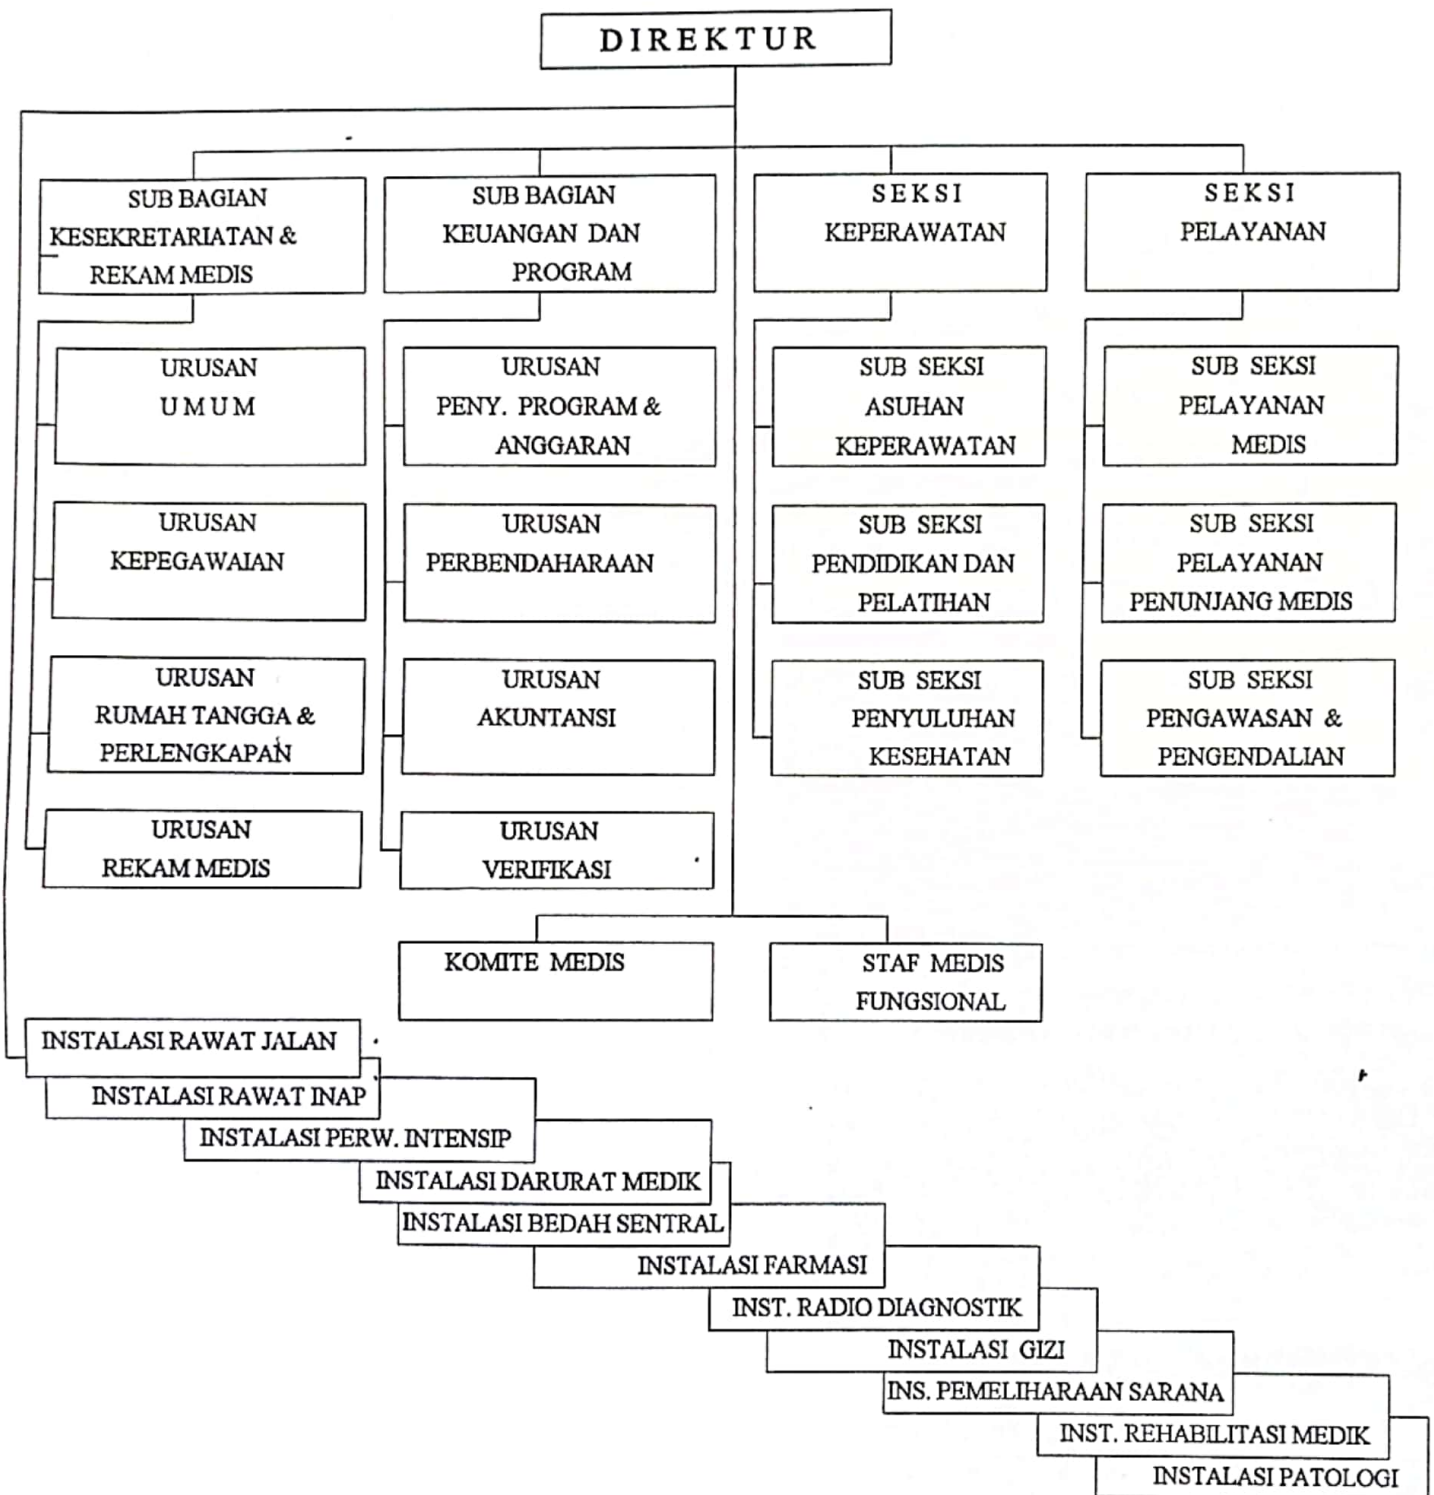 DIREKTUR
SUB BAGIAN
KESEKRETARIATAN &
REKAM MEDIS
SUB BAGIAN
KEUANGAN DAN
PROGRAM
SEKSI
KEPERAWATAN
SEKSI
PELAYANAN
URUSAN
UMUM
URUSAN
PENY. PROGRAM &
ANGGARAN
SUB SEKSI
ASUHAN
KEPERAWATAN
SUB SEKSI
PELAYANAN
MEDIS
URUSAN
KEPEGAWAIAN
URUSAN
PERBENDAHARAAN
SUB SEKSI
PENDIDIKAN DAN
PELATIHAN
SUB SEKSI
PELAYANAN
PENUNJANG MEDIS
URUSAN
RUMAH TANGGA &
PERLENGKAPAN
URUSAN
AKUNTANSI
SUB SEKSI
PENYULUHAN
KESEHATAN
SUB SEKSI
PENGAWASAN &
PENGENDALIAN
URUSAN
REKAM MEDIS
URUSAN
VERIFIKASI
KOMITE MEDIS
STAF MEDIS
FUNGSIONAL
INSTALASI RAWAT JALAN
INSTALASI RAWAT INAP
INSTALASI PERW. INTENSIP
INSTALASI DARURAT MEDIK
INSTALASI BEDAH SENTRAL
INSTALASI FARMASI
INST. RADIO DIAGNOSTIK
INSTALASI GIZI
INS. PEMELIHARAAN SARANA
INST. REHABILITASI MEDIK
INSTALASI PATOLOGI